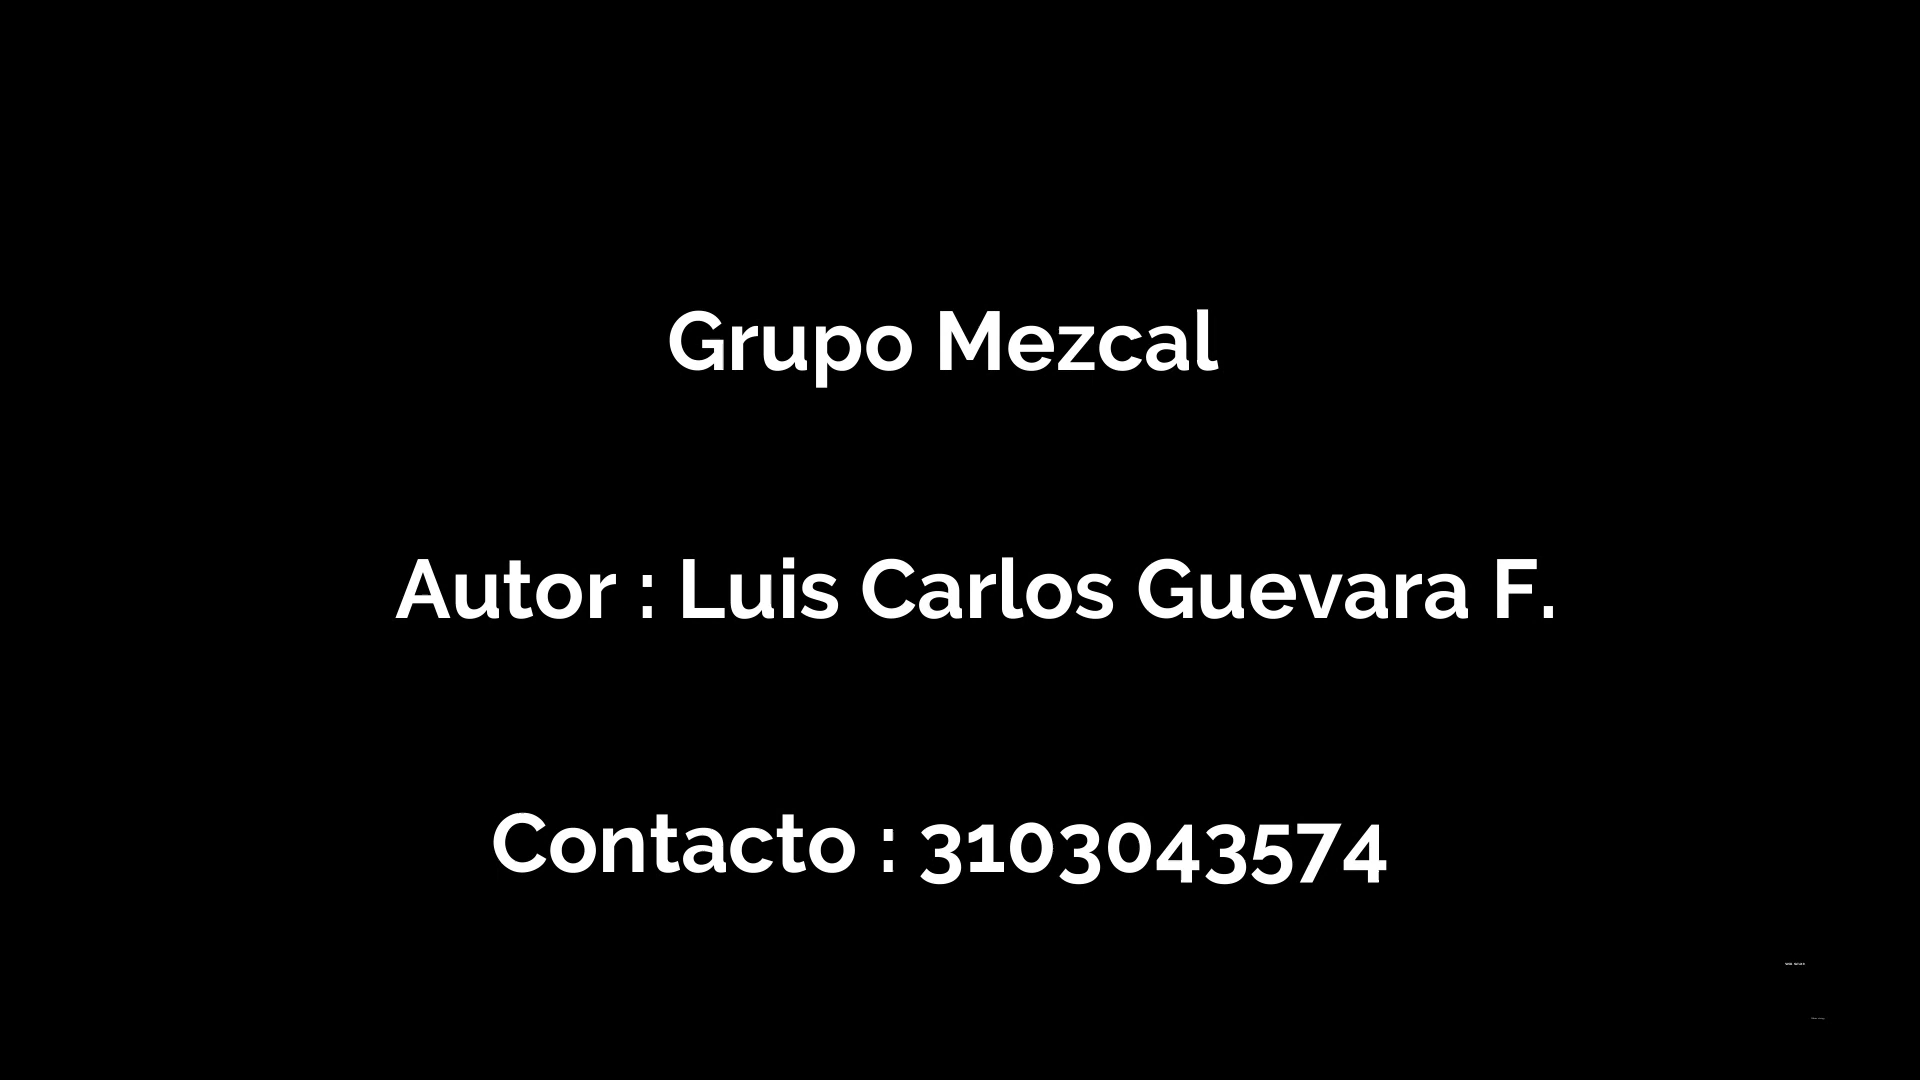 Grupo Mezcal
Autor : Luis Carlos Guevara F.
Contacto : 3103043574